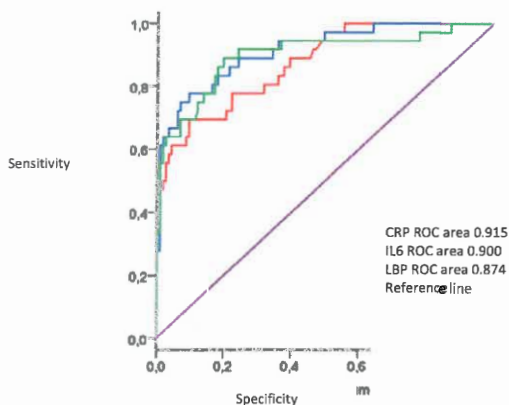 1,0
0,8
0,6
Sensitivity
0,4
CRP ROC area 0.915
IL6 ROC area 0.900
0,2
LBP ROC area 0.874
Reference line
0,0
0,0 0,2 0,4 0,6
Specificity